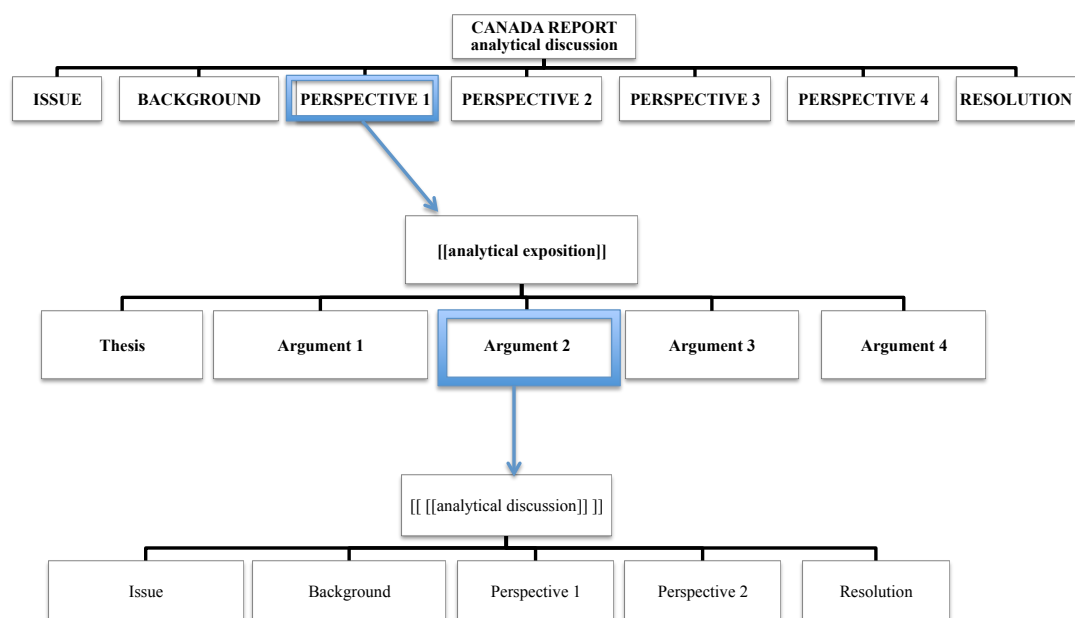 CANADA REPORT
analytical discussion
ISSUE
BACKGROUND
PERSPECTIVE 1
PERSPECTIVE 2
PERSPECTIVE 3
PERSPECTIVE 4
RESOLUTION
[[analytical exposition]]
Thesis
Argument 1
Argument 2
Argument 3
Argument 4
[[ [[analytical discussion]] ]]
Issue
Background
Perspective 1
Perspective 2
Resolution